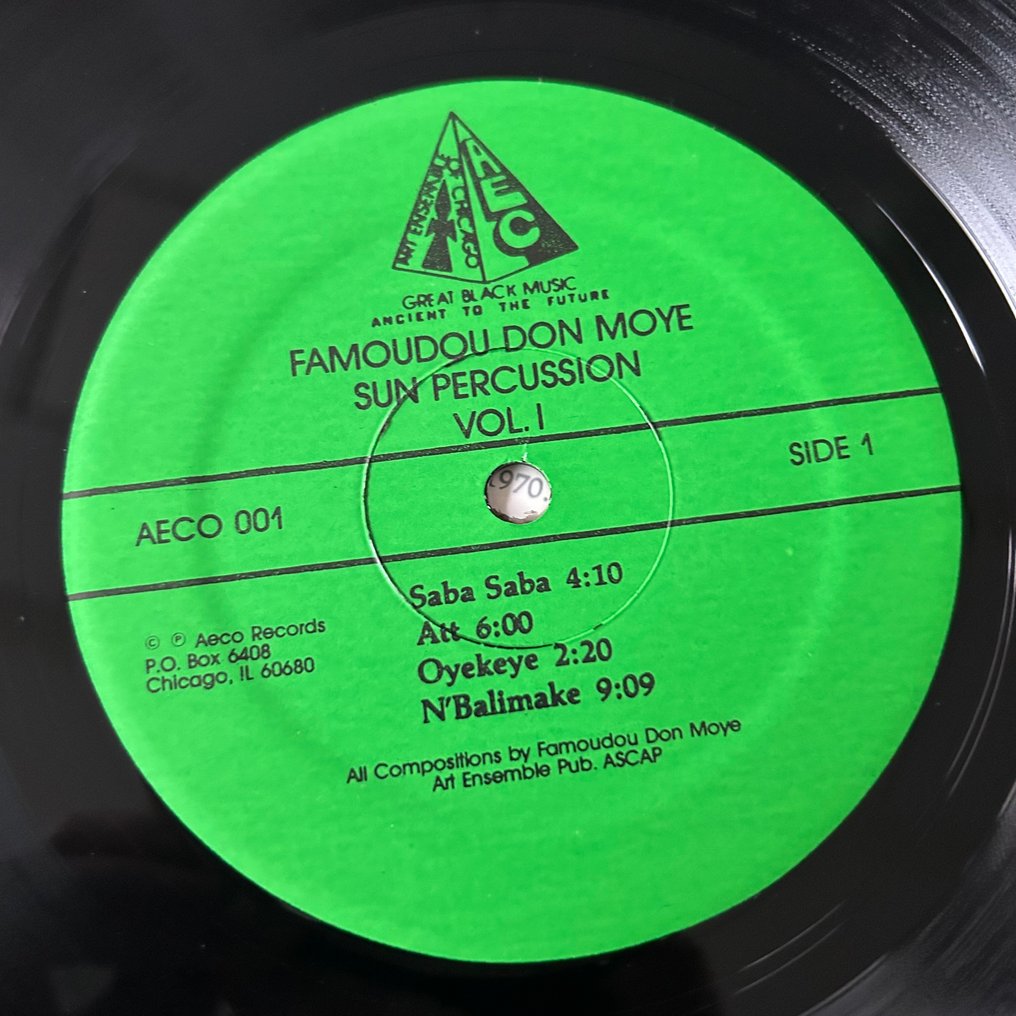 ART ENSEMBLE
OF CHICAGO
AEC
GREAT BLACK MUSIC
ANCIENT TO THE FUTURE
FAMOUDOU DON MOYE
SUN PERCUSSION
VOL. I
SIDE 1
970.
AECO 001
Saba Saba 4:10
Att 6:00
Oyekeye 2:20
N'Balimake 9:09
© ℗ Aeco Records
P.O. Box 6408
Chicago, IL 60680
All Compositions by Famoudou Don Moye
Art Ensemble Pub. ASCAP